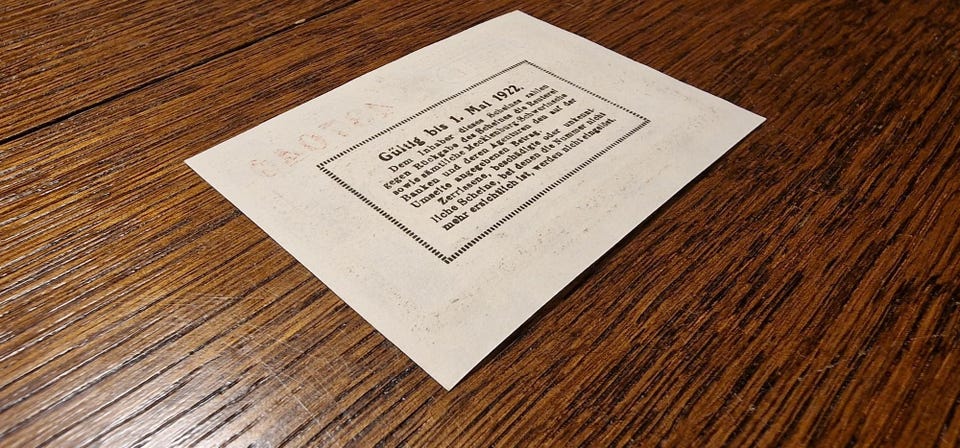 Gültig bis 1. Mai 1922.
Dem Inhaber dieses Scheines zahlen
gegen Rückgabe des Scheines die Renterei
sowie sämtliche Mecklenburg-Schwerinsche
Banken und deren Agenturen den auf der
Umseite angegebenen Betrag.
Zerrissene, beschädigte oder unkennt-
liche Scheine, bei denen die Nummer nicht
mehr ersichtlich ist, werden nicht eingelöst.